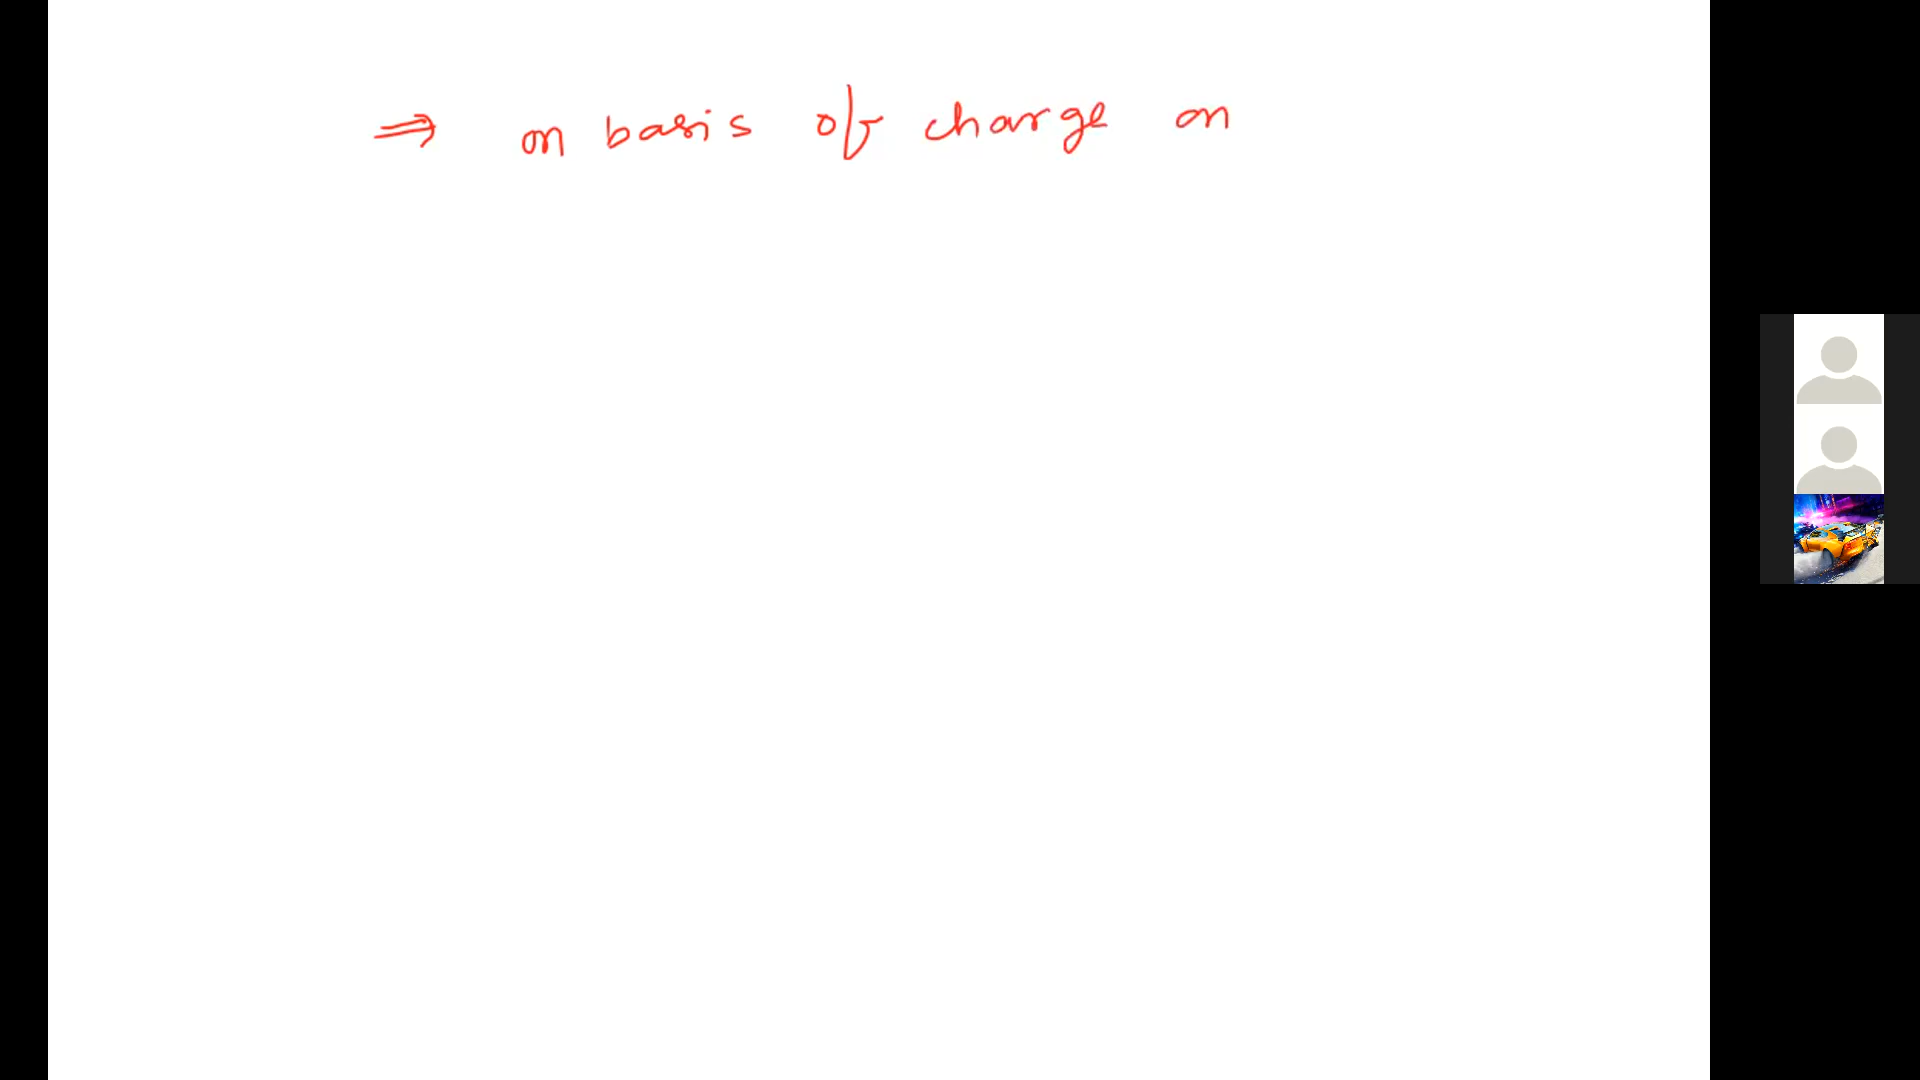 ⇒ on basis of charge on